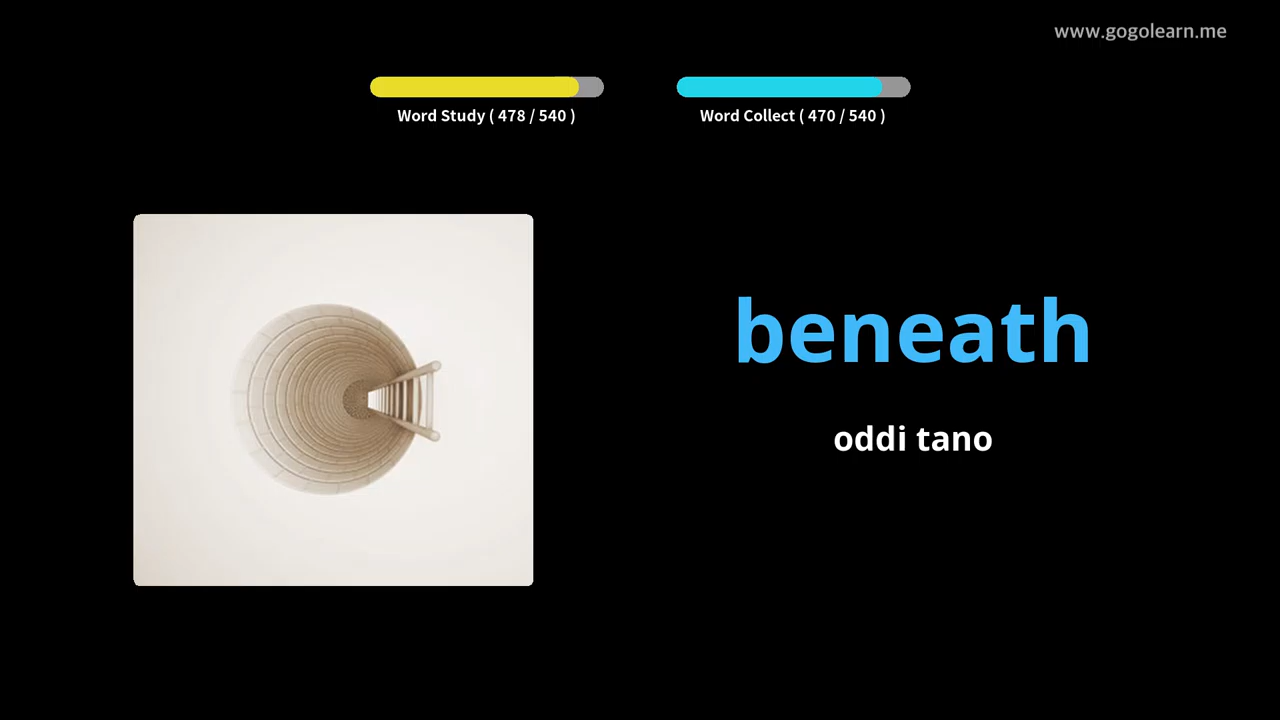 www.gogolearn.me
Word Study ( 478 / 540 )
Word Collect ( 470 / 540 )
beneath
oddi tano